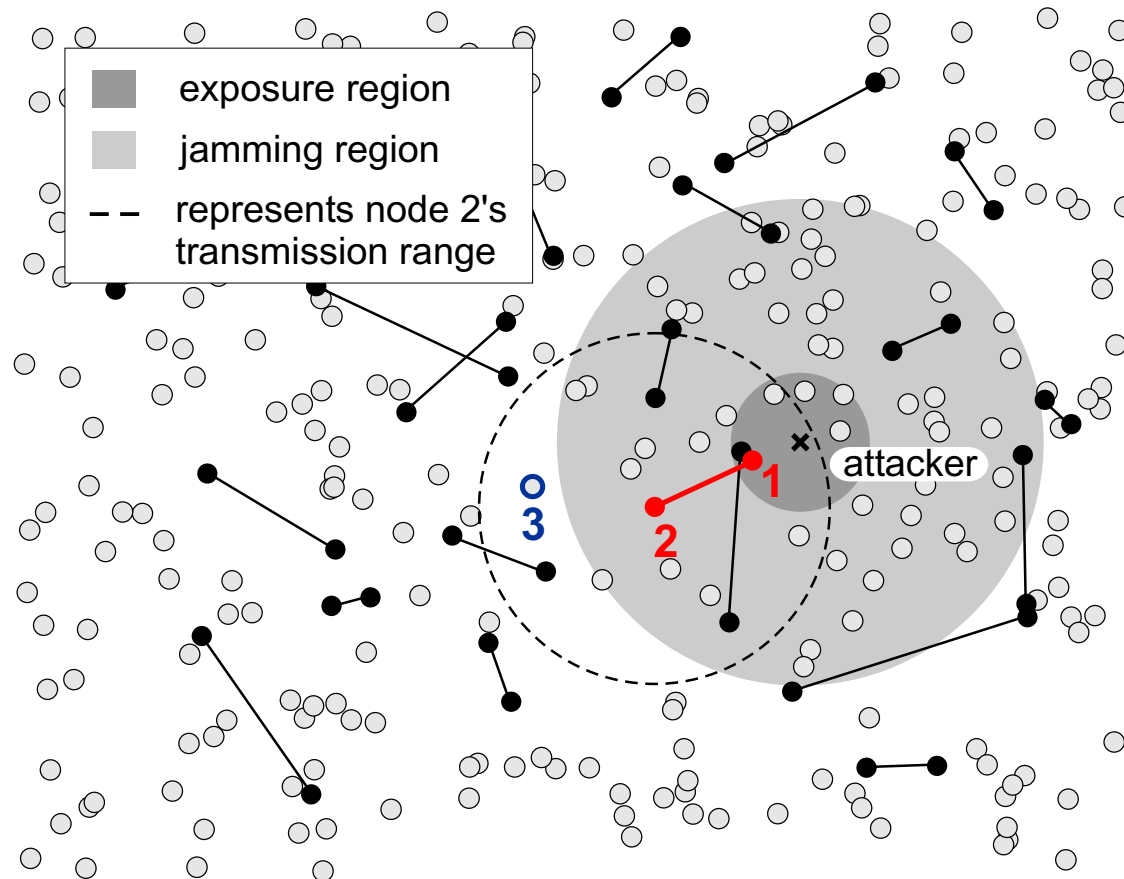 exposure region
jamming region
represents node 2's
transmission range
attacker
1
3
2